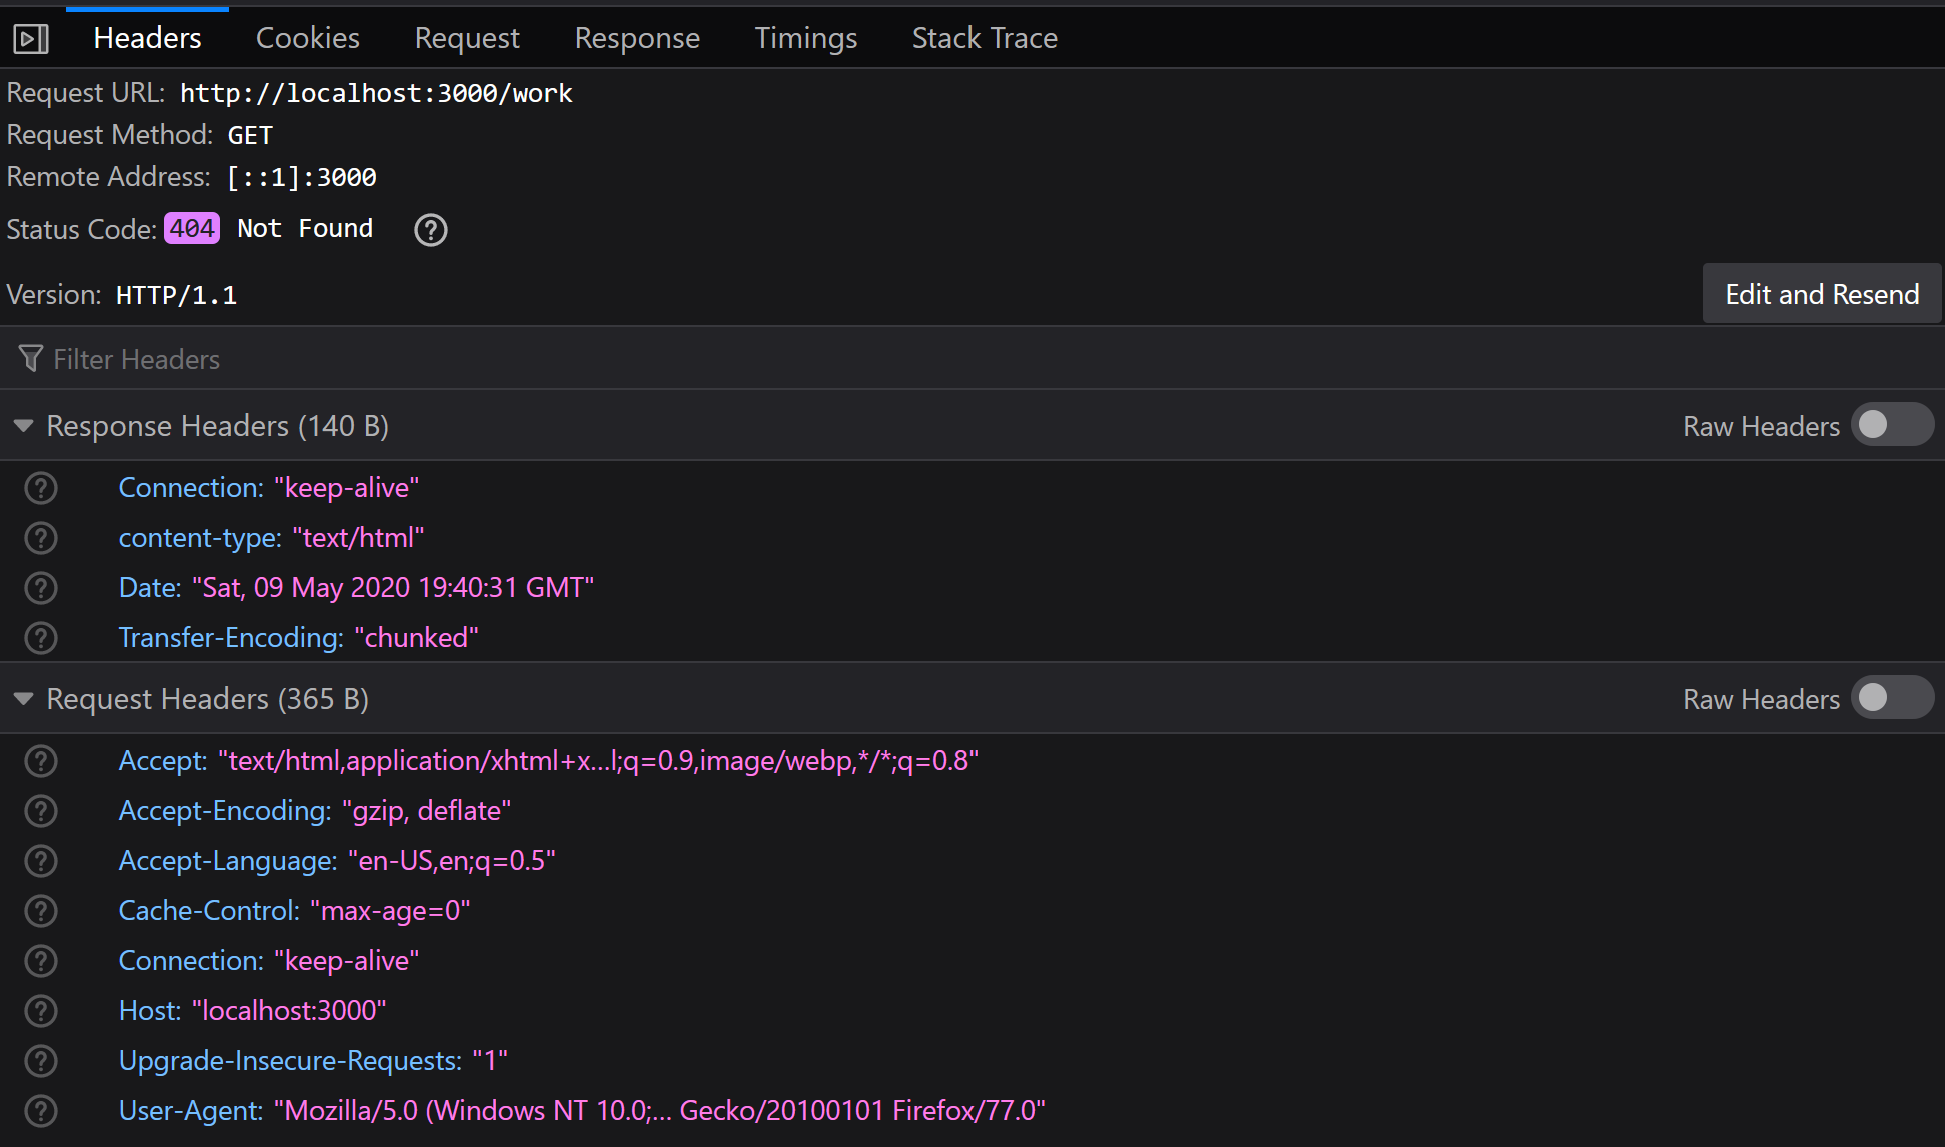 Headers Cookies Request Response Timings Stack Trace
Request URL: http://localhost:3000/work
Request Method: GET
Remote Address: [::1]:3000
Status Code: 404 Not Found ?
Version: HTTP/1.1 Edit and Resend
Filter Headers
Response Headers (140 B) Raw Headers
? Connection: "keep-alive"
? content-type: "text/html"
? Date: "Sat, 09 May 2020 19:40:31 GMT"
? Transfer-Encoding: "chunked"
Request Headers (365 B) Raw Headers
? Accept: "text/html,application/xhtml+x…l;q=0.9,image/webp,*/*;q=0.8"
? Accept-Encoding: "gzip, deflate"
? Accept-Language: "en-US,en;q=0.5"
? Cache-Control: "max-age=0"
? Connection: "keep-alive"
? Host: "localhost:3000"
? Upgrade-Insecure-Requests: "1"
? User-Agent: "Mozilla/5.0 (Windows NT 10.0;… Gecko/20100101 Firefox/77.0"